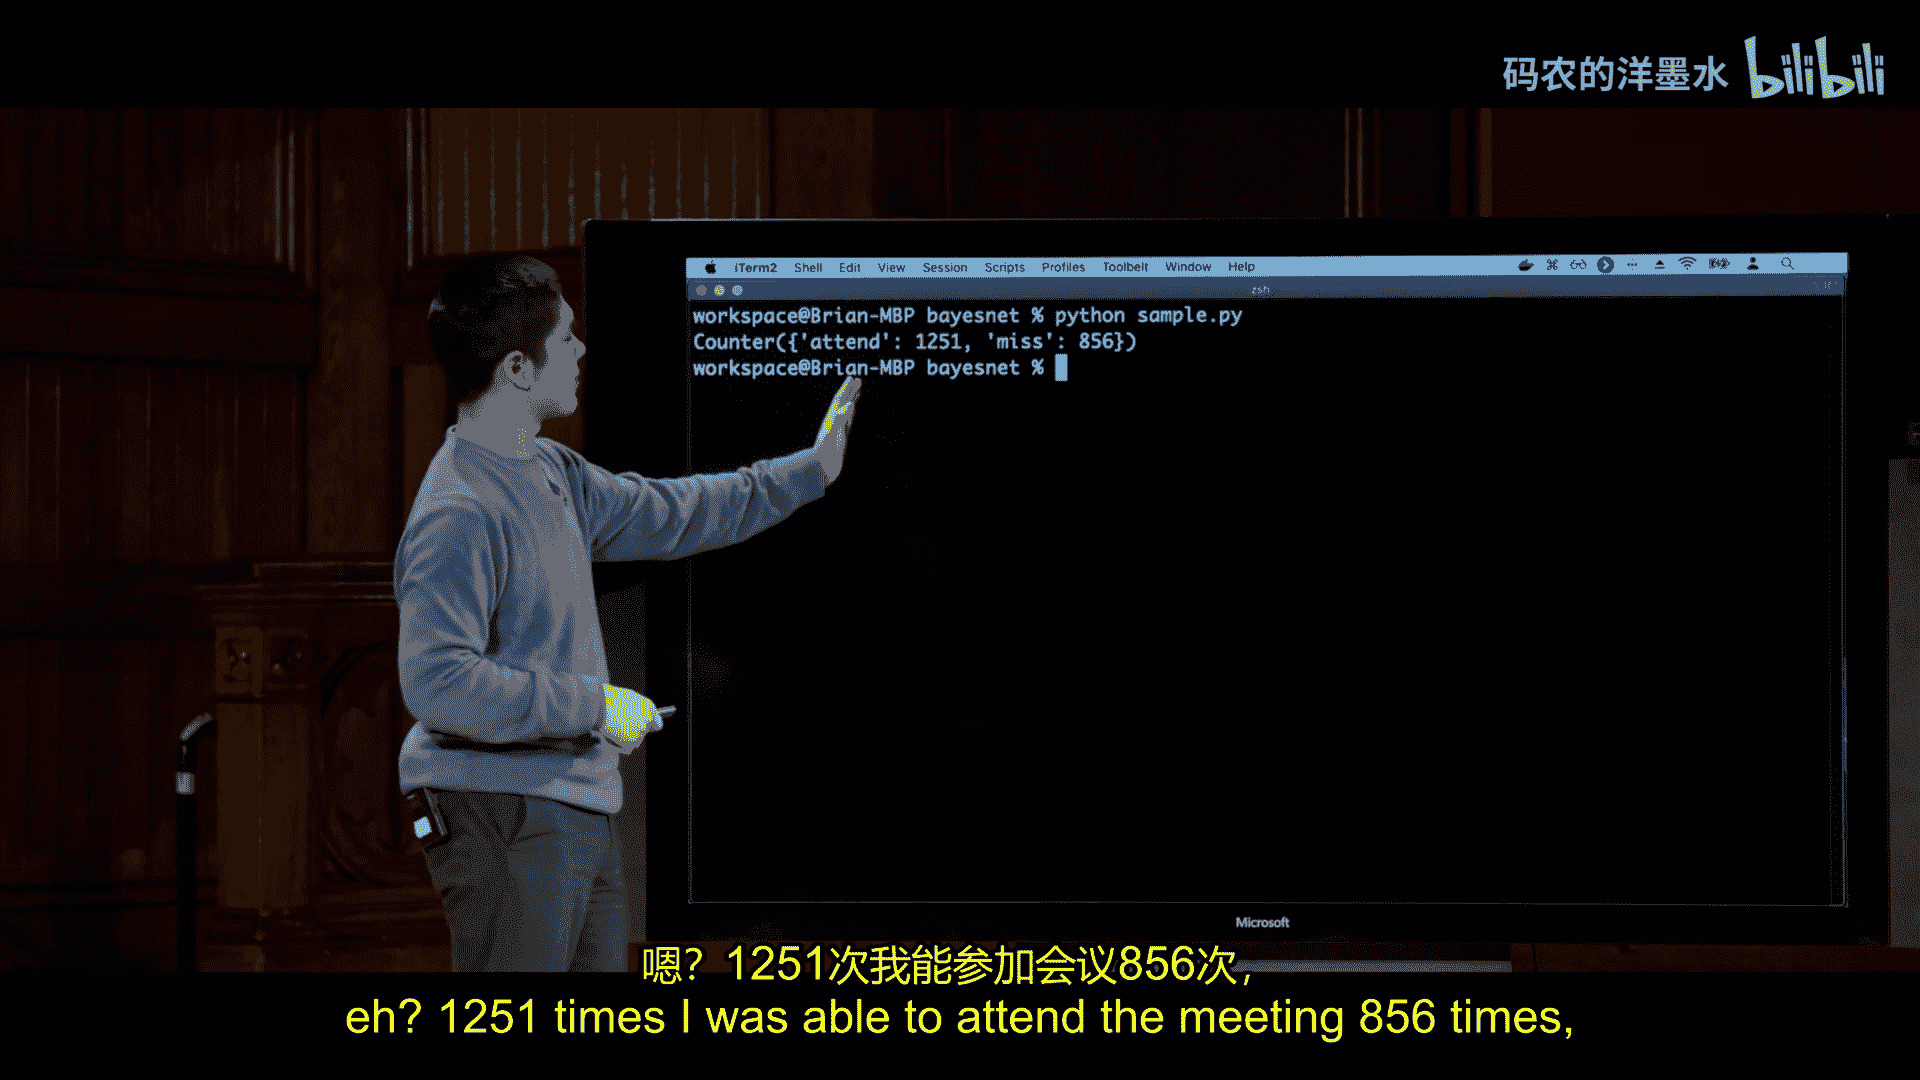 码农的洋墨水 bilibili
iTerm2 Shell Edit View Session Scripts Profiles Toolbelt Window Help
zsh
workspace@Brian-MBP bayesnet % python sample.py
Counter({'attend': 1251, 'miss': 856})
workspace@Brian-MBP bayesnet %
Microsoft
嗯？1251次我能参加会议856次，
eh? 1251 times I was able to attend the meeting 856 times,